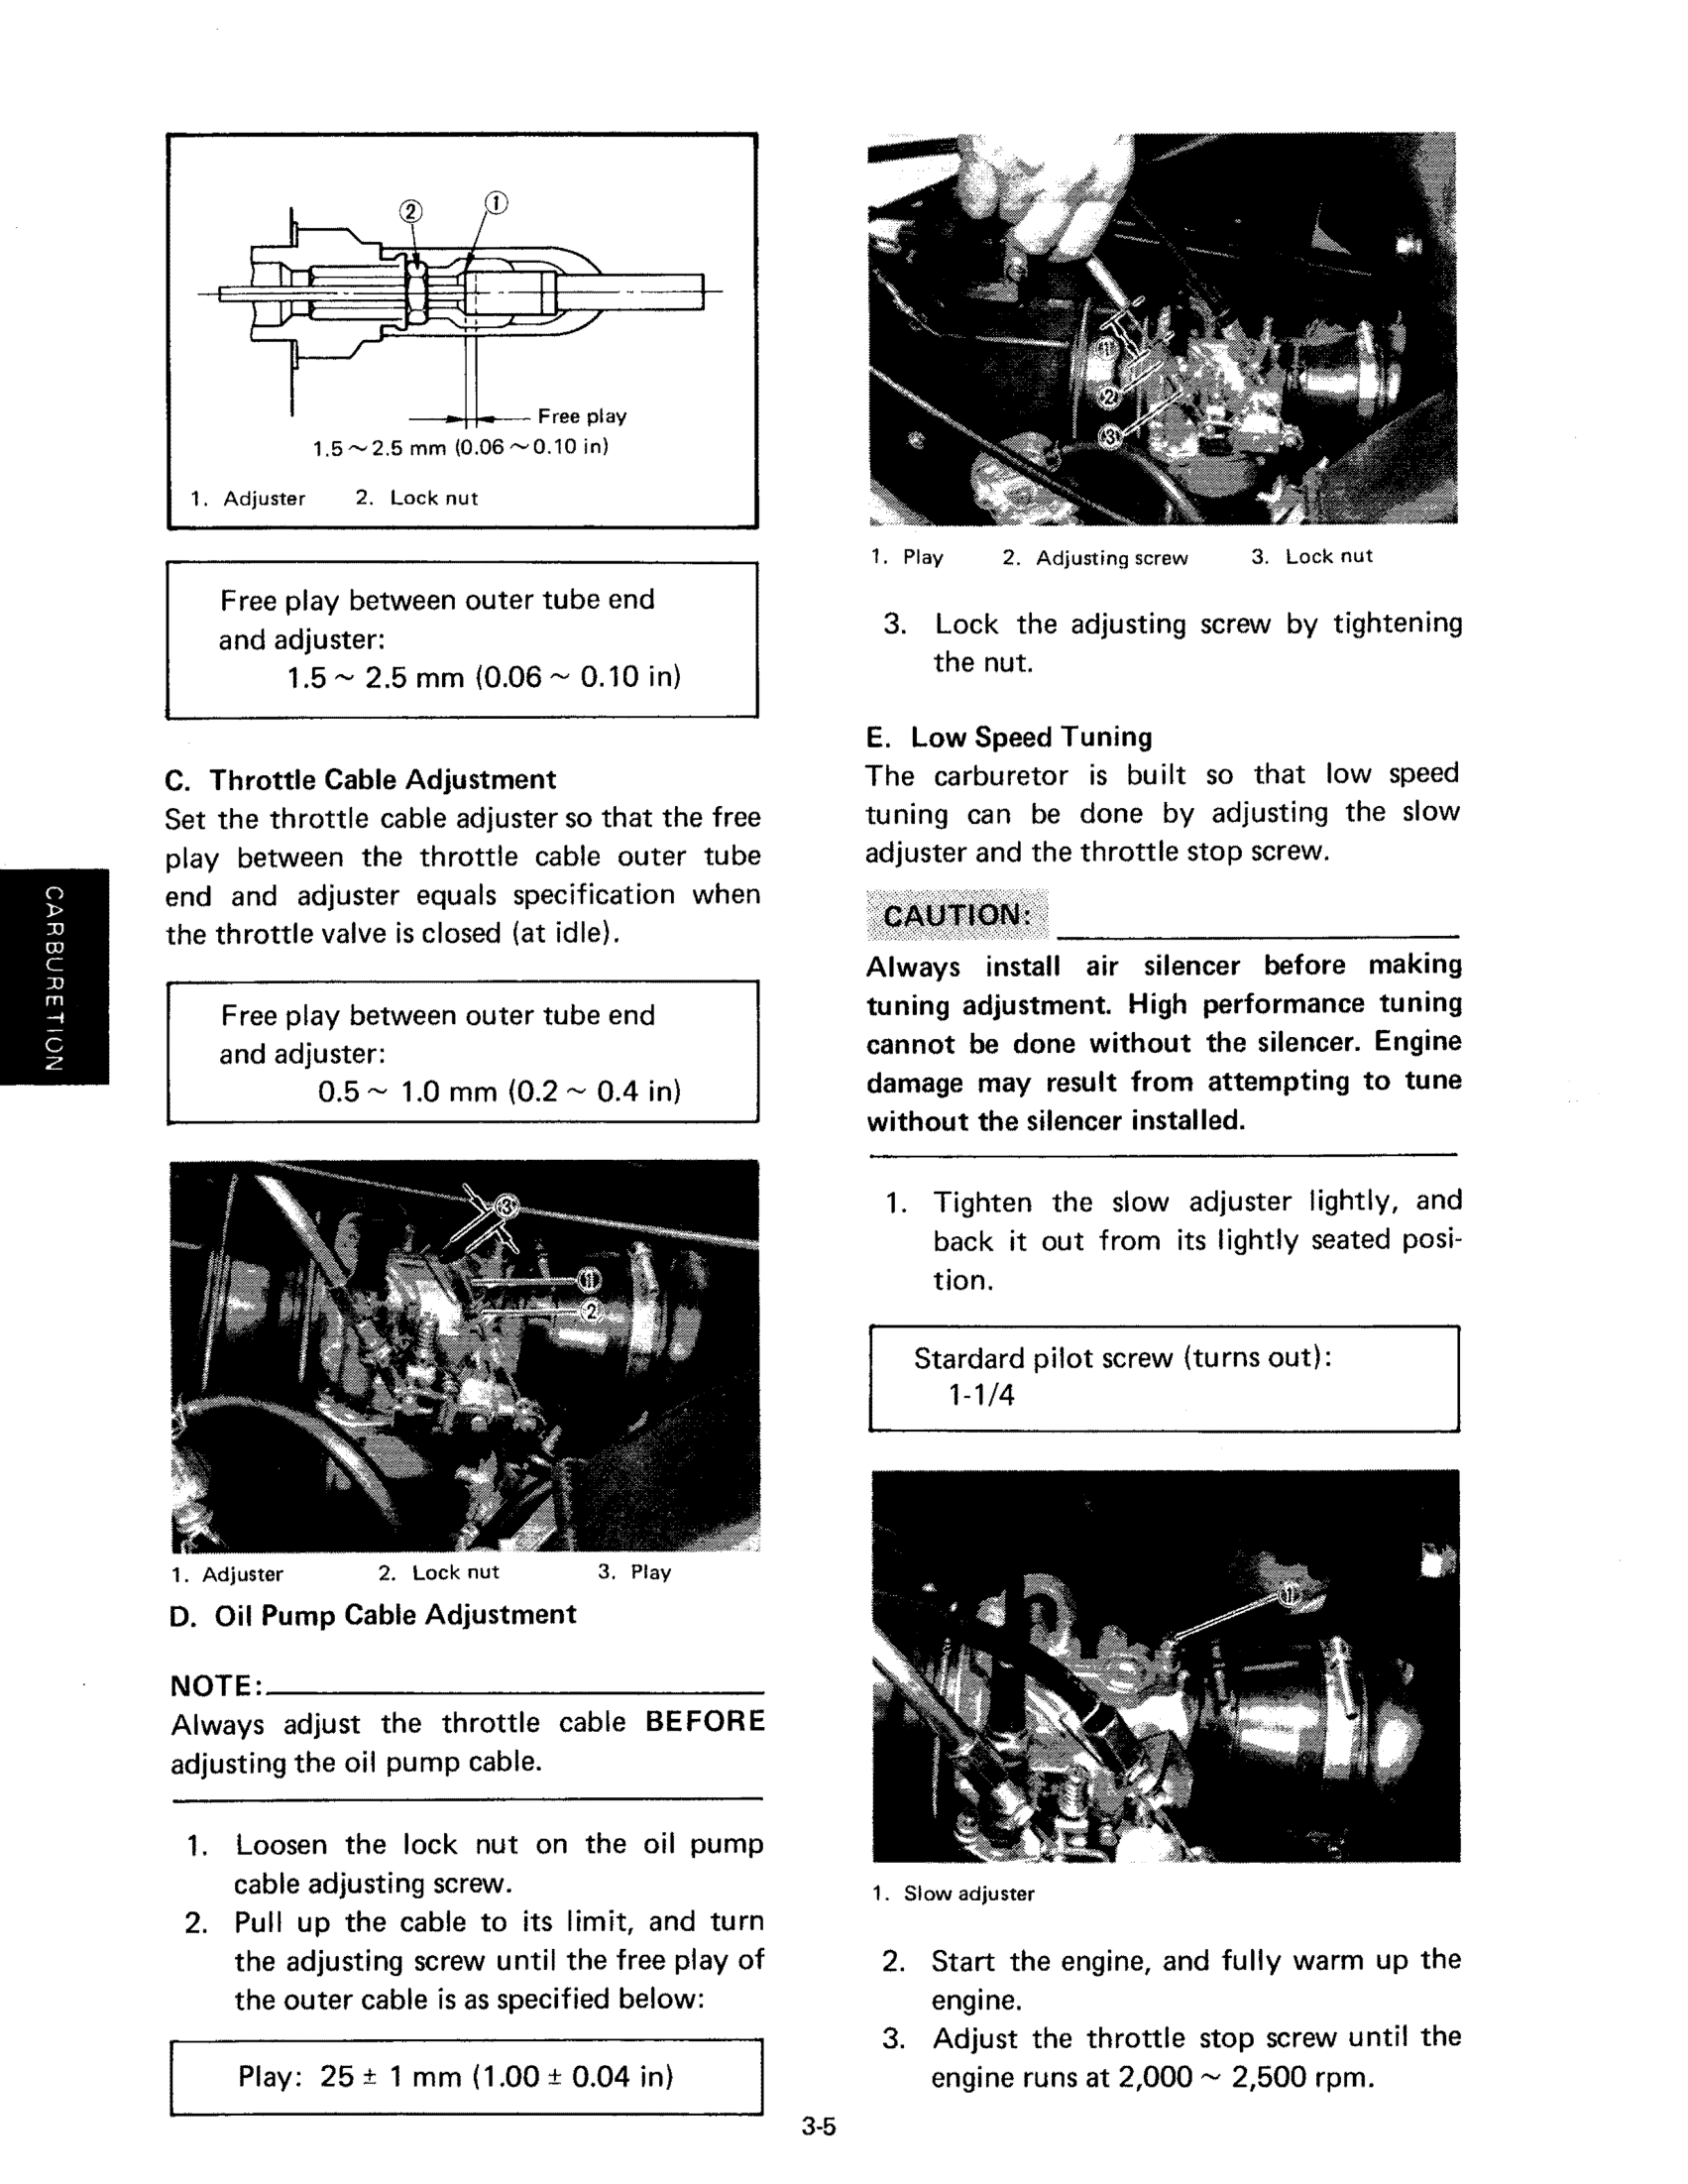 ② ①
Free play
1.5~2.5 mm (0.06~0.10 in)
1. Adjuster 2. Lock nut
Free play between outer tube end
and adjuster:
1.5 ~ 2.5 mm (0.06 ~ 0.10 in)
C. Throttle Cable Adjustment
Set the throttle cable adjuster so that the free
play between the throttle cable outer tube
end and adjuster equals specification when
the throttle valve is closed (at idle).
CARBURETION
Free play between outer tube end
and adjuster:
0.5 ~ 1.0 mm (0.2 ~ 0.4 in)
③
①
②
1. Adjuster 2. Lock nut 3. Play
D. Oil Pump Cable Adjustment
NOTE:
Always adjust the throttle cable BEFORE
adjusting the oil pump cable.
1. Loosen the lock nut on the oil pump
cable adjusting screw.
2. Pull up the cable to its limit, and turn
the adjusting screw until the free play of
the outer cable is as specified below:
Play: 25 ± 1 mm (1.00 ± 0.04 in)
①
②
③
1. Play 2. Adjusting screw 3. Lock nut
3. Lock the adjusting screw by tightening
the nut.
E. Low Speed Tuning
The carburetor is built so that low speed
tuning can be done by adjusting the slow
adjuster and the throttle stop screw.
CAUTION:
Always install air silencer before making
tuning adjustment. High performance tuning
cannot be done without the silencer. Engine
damage may result from attempting to tune
without the silencer installed.
1. Tighten the slow adjuster lightly, and
back it out from its lightly seated posi-
tion.
Stardard pilot screw (turns out):
1-1/4
①
1. Slow adjuster
2. Start the engine, and fully warm up the
engine.
3. Adjust the throttle stop screw until the
engine runs at 2,000 ~ 2,500 rpm.
3-5